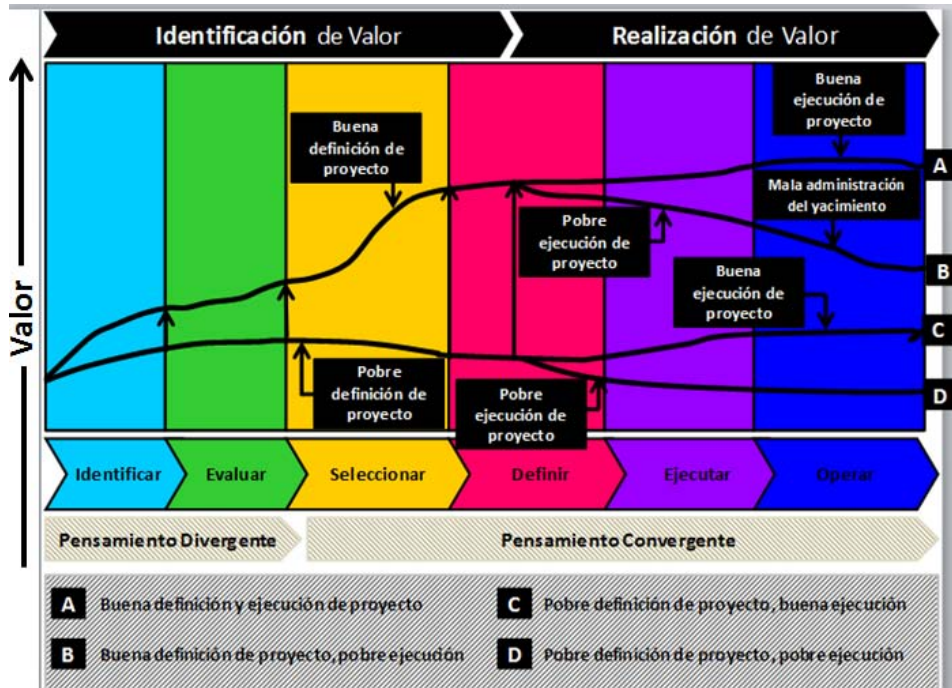 Identificación de Valor
Realización de Valor
Valor
Buena
definición de
proyecto
Buena
ejecución de
proyecto
A
Mala administración
del yacimiento
Pobre
ejecución de
proyecto
B
Buena
ejecución de
proyecto
C
Pobre
definición de
proyecto
Pobre
ejecución de
proyecto
D
Identificar
Evaluar
Seleccionar
Definir
Ejecutar
Operar
Pensamiento Divergente
Pensamiento Convergente
A Buena definición y ejecución de proyecto
B Buena definición de proyecto, pobre ejecución
C Pobre definición de proyecto, buena ejecución
D Pobre definición de proyecto, pobre ejecución